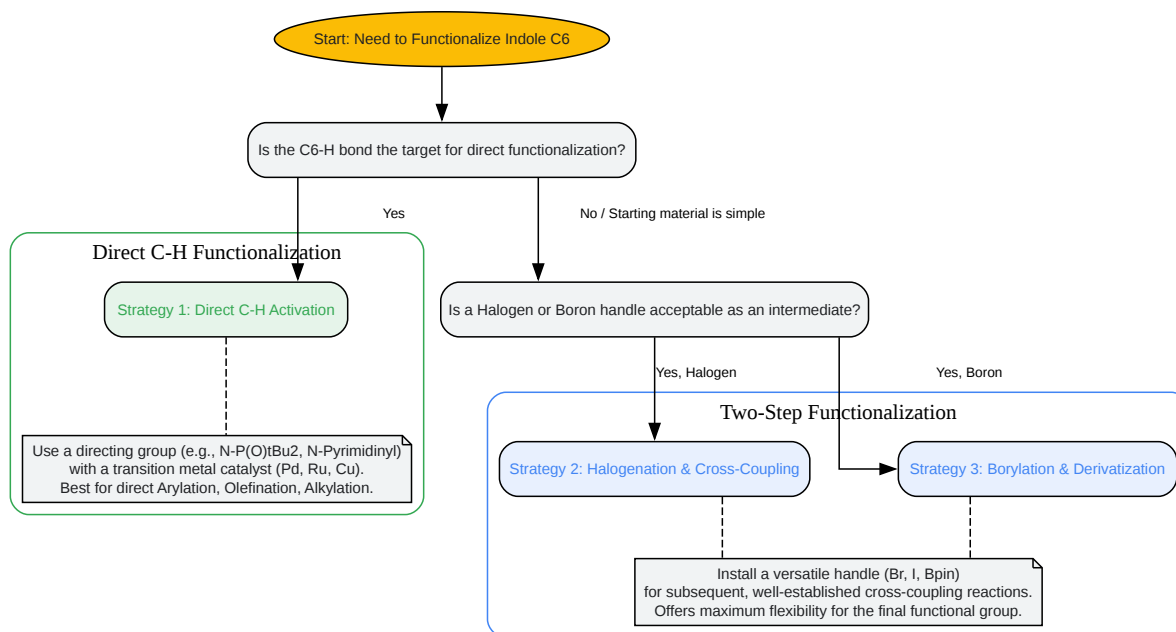 Start: Need to Functionalize Indole C6
Is the C6-H bond the target for direct functionalization?
Yes
No / Starting material is simple
Direct C-H Functionalization
Strategy 1: Direct C-H Activation
Is a Halogen or Boron handle acceptable as an intermediate?
Yes, Halogen
Yes, Boron
Two-Step Functionalization
Use a directing group (e.g., N-P(O)tBu2, N-Pyrimidinyl)
with a transition metal catalyst (Pd, Ru, Cu).
Best for direct Arylation, Olefination, Alkylation.
Strategy 2: Halogenation & Cross-Coupling
Strategy 3: Borylation & Derivatization
Install a versatile handle (Br, I, Bpin)
for subsequent, well-established cross-coupling reactions.
Offers maximum flexibility for the final functional group.